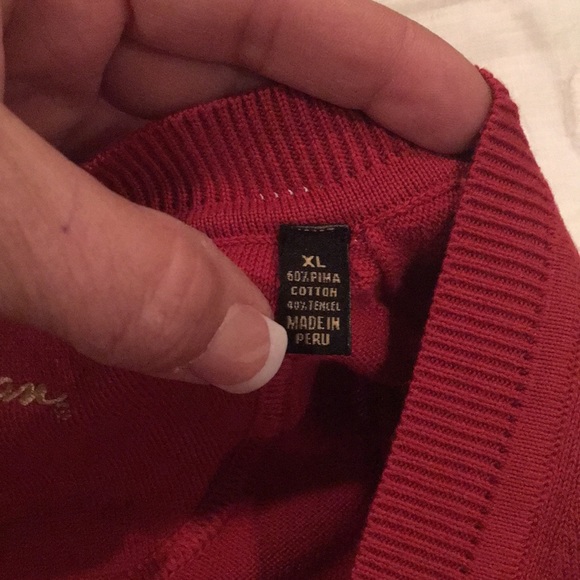 XL
60% PIMA
COTTON
40% TENCEL
MADE IN
PERU